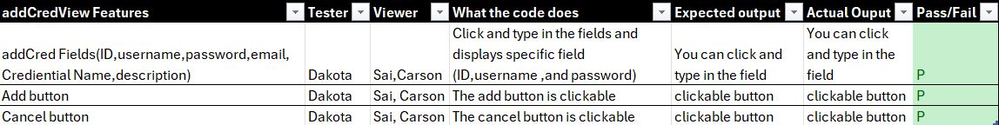 addCredView Features Tester Viewer What the code does Expected output Actual Ouput Pass/Fail
addCred Fields(ID,username,password,email,Crediential Name,description) Dakota Sai,Carson Click and type in the fields and displays specific field (ID,username ,and password) You can click and type in the field You can click and type in the field P
Add button Dakota Sai, Carson The add button is clickable clickable button clickable button P
Cancel button Dakota Sai, Carson The cancel button is clickable clickable button clickable button P